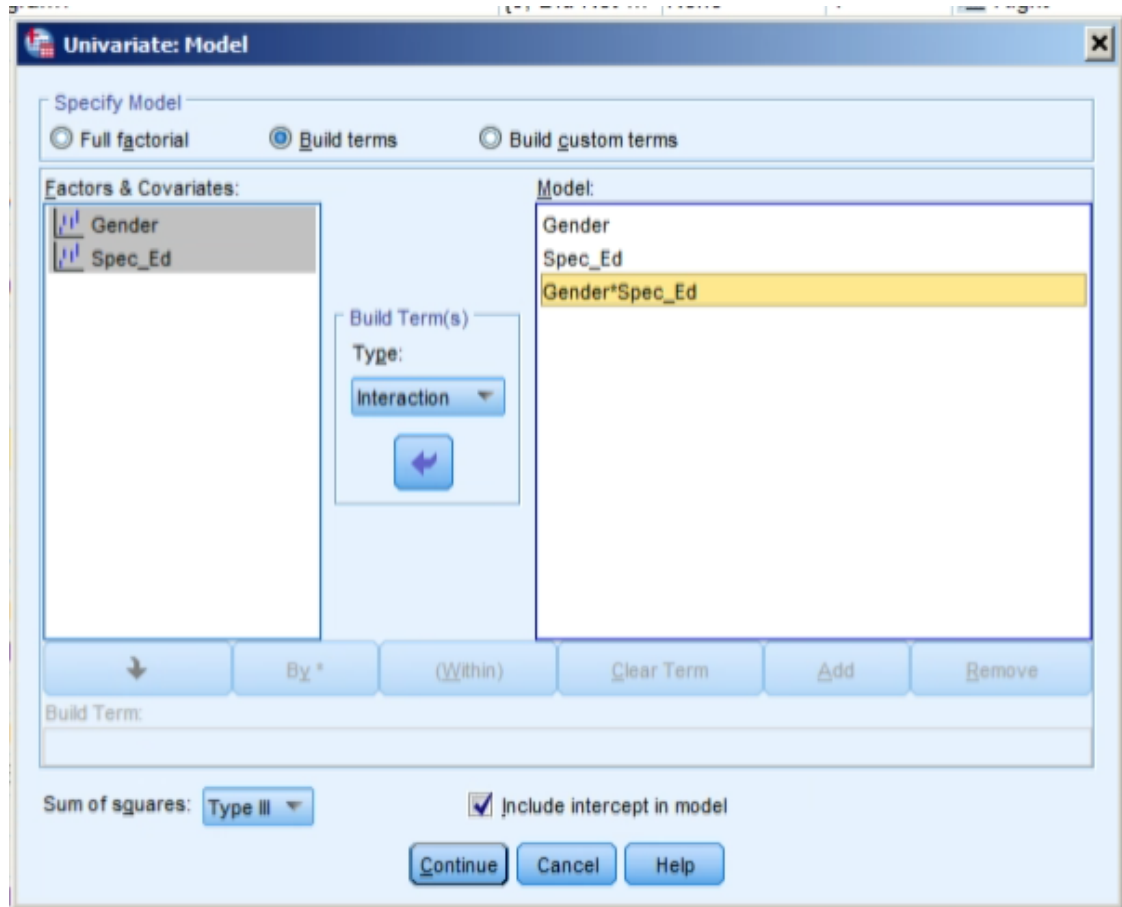 Univariate: Model
Specify Model
Full factorial Build terms Build custom terms
Factors & Covariates: Model:
Gender Gender
Spec_Ed Spec_Ed
Gender*Spec_Ed
Build Term(s)
Type:
Interaction
By * (Within) Clear Term Add Remove
Build Term:
Sum of squares: Type III Include intercept in model
Continue Cancel Help